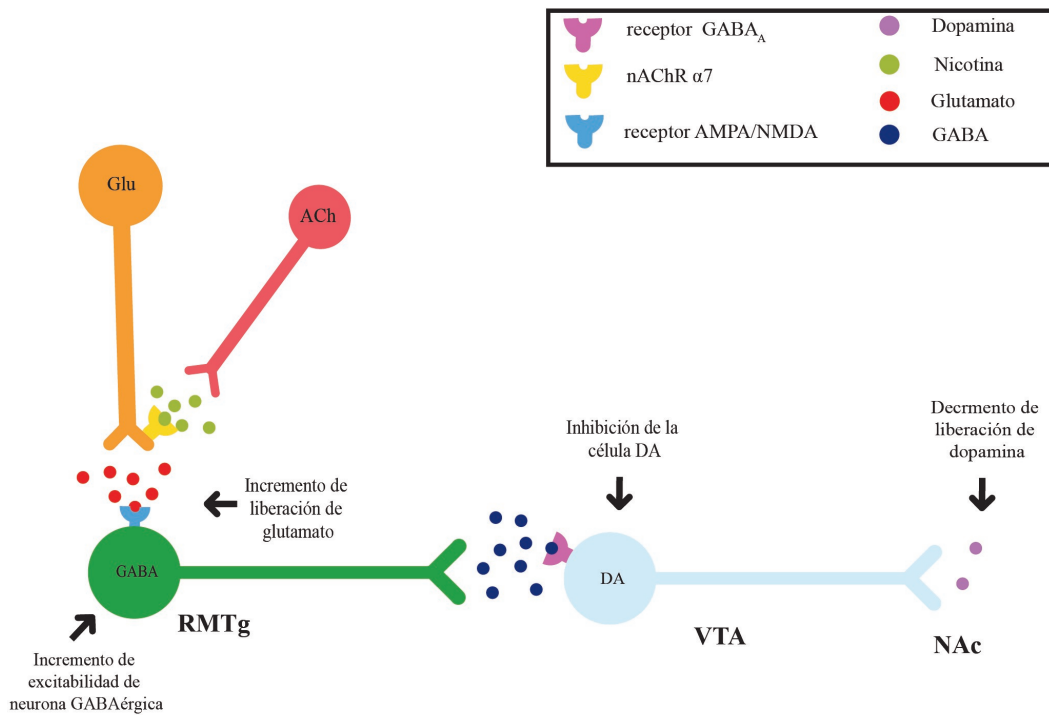 receptor GABA_A
nAChR α7
receptor AMPA/NMDA
Dopamina
Nicotina
Glutamato
GABA
Glu
ACh
Incremento de
liberación de
glutamato
Inhibición de la
célula DA
Decrmento de
liberación de
dopamina
GABA
DA
RMTg
VTA
NAc
Incremento de
excitabilidad de
neurona GABAérgica